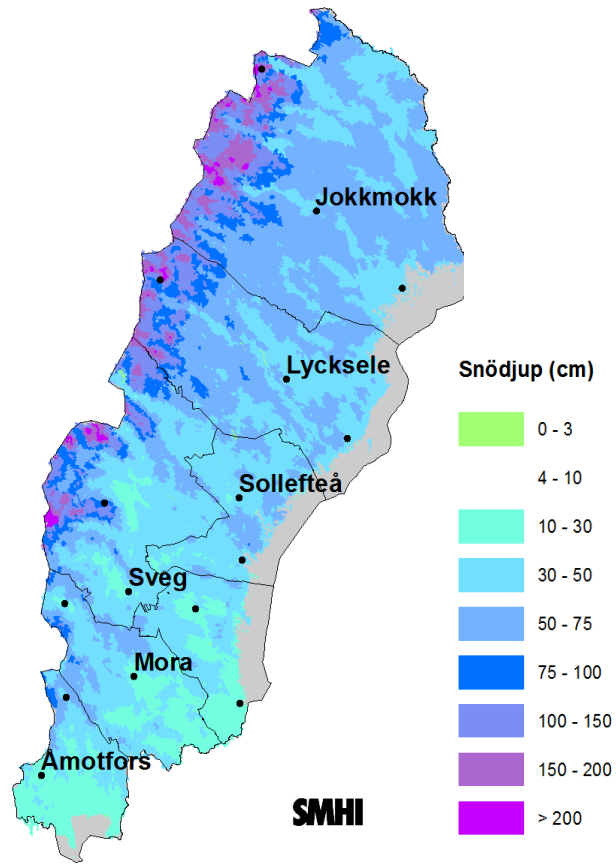 Jokkmokk
Lycksele
Snödjup (cm)
0 - 3
4 - 10
Sollefteå
10 - 30
30 - 50
Sveg
50 - 75
Mora
75 - 100
100 - 150
Åmotfors
150 - 200
SMHI
> 200